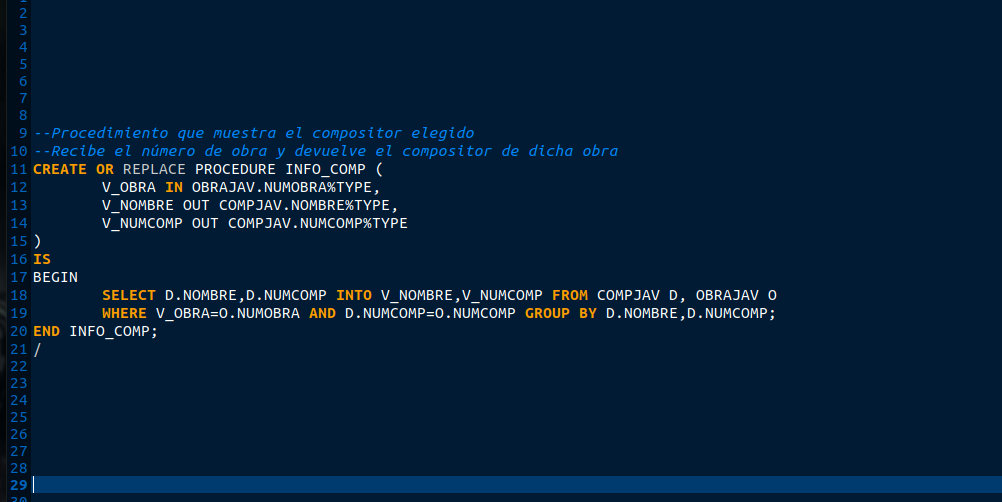 2
3
4
5
6
7
8
9 --Procedimiento que muestra el compositor elegido
10 --Recibe el número de obra y devuelve el compositor de dicha obra
11 CREATE OR REPLACE PROCEDURE INFO_COMP (
12 V_OBRA IN OBRAJAV.NUMOBRA%TYPE,
13 V_NOMBRE OUT COMPJAV.NOMBRE%TYPE,
14 V_NUMCOMP OUT COMPJAV.NUMCOMP%TYPE
15 )
16 IS
17 BEGIN
18 SELECT D.NOMBRE,D.NUMCOMP INTO V_NOMBRE,V_NUMCOMP FROM COMPJAV D, OBRAJAV O
19 WHERE V_OBRA=O.NUMOBRA AND D.NUMCOMP=O.NUMCOMP GROUP BY D.NOMBRE,D.NUMCOMP;
20 END INFO_COMP;
21 /
22
23
24
25
26
27
28
29